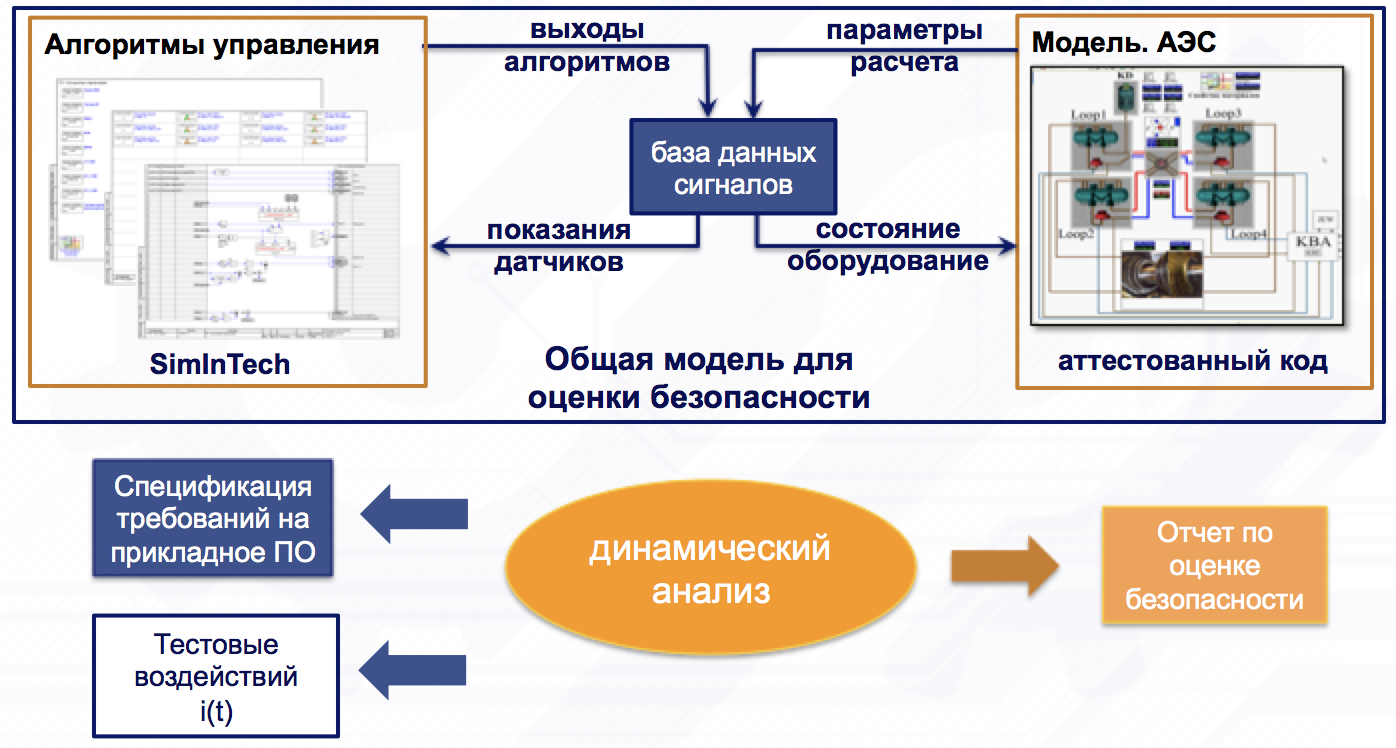 Алгоритмы управления
SimInTech
выходы
алгоритмов
параметры
расчета
база данных
сигналов
показания
датчиков
состояние
оборудование
Общая модель для
оценки безопасности
Модель. АЭС
KD
Loop1
Loop3
Loop2
Loop4
КВА
аттестованный код
Спецификация
требований на
прикладное ПО
Тестовые
воздействий
i(t)
динамический
анализ
Отчет по
оценке
безопасности